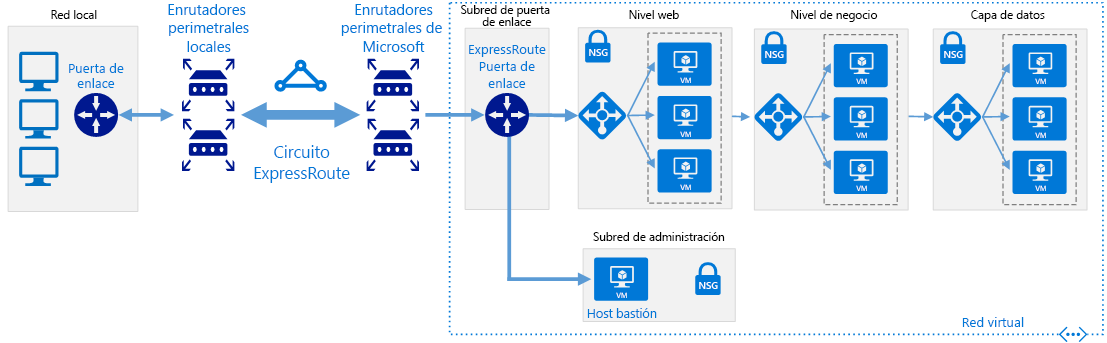 Red local
Puerta de
enlace
Enrutadores
perimetrales
locales
Circuito
ExpressRoute
Enrutadores
perimetrales de
Microsoft
Subred de puerta
de enlace
ExpressRoute
Puerta de
enlace
Nivel web
NSG
VM
VM
VM
Nivel de negocio
NSG
VM
VM
VM
Capa de datos
NSG
VM
VM
VM
Subred de administración
VM
NSG
Host bastión
Red virtual